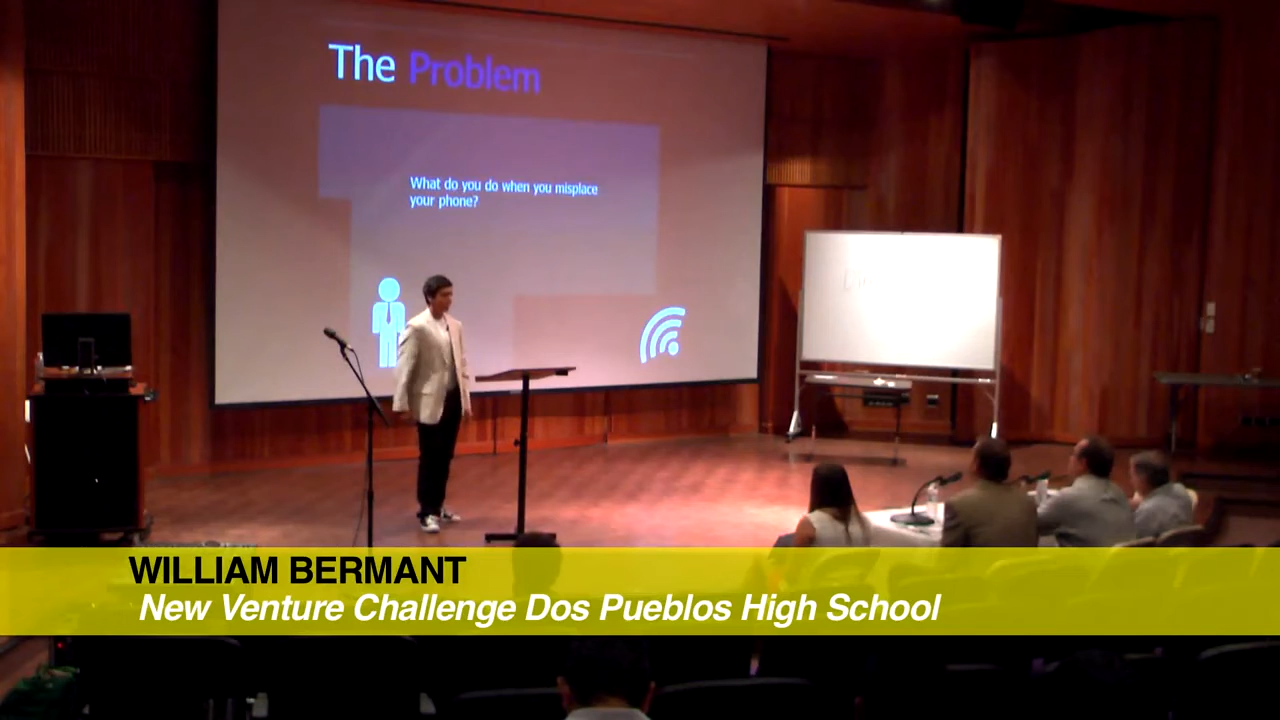 The Problem
What do you do when you misplace
your phone?
WILLIAM BERMANT
New Venture Challenge Dos Pueblos High School